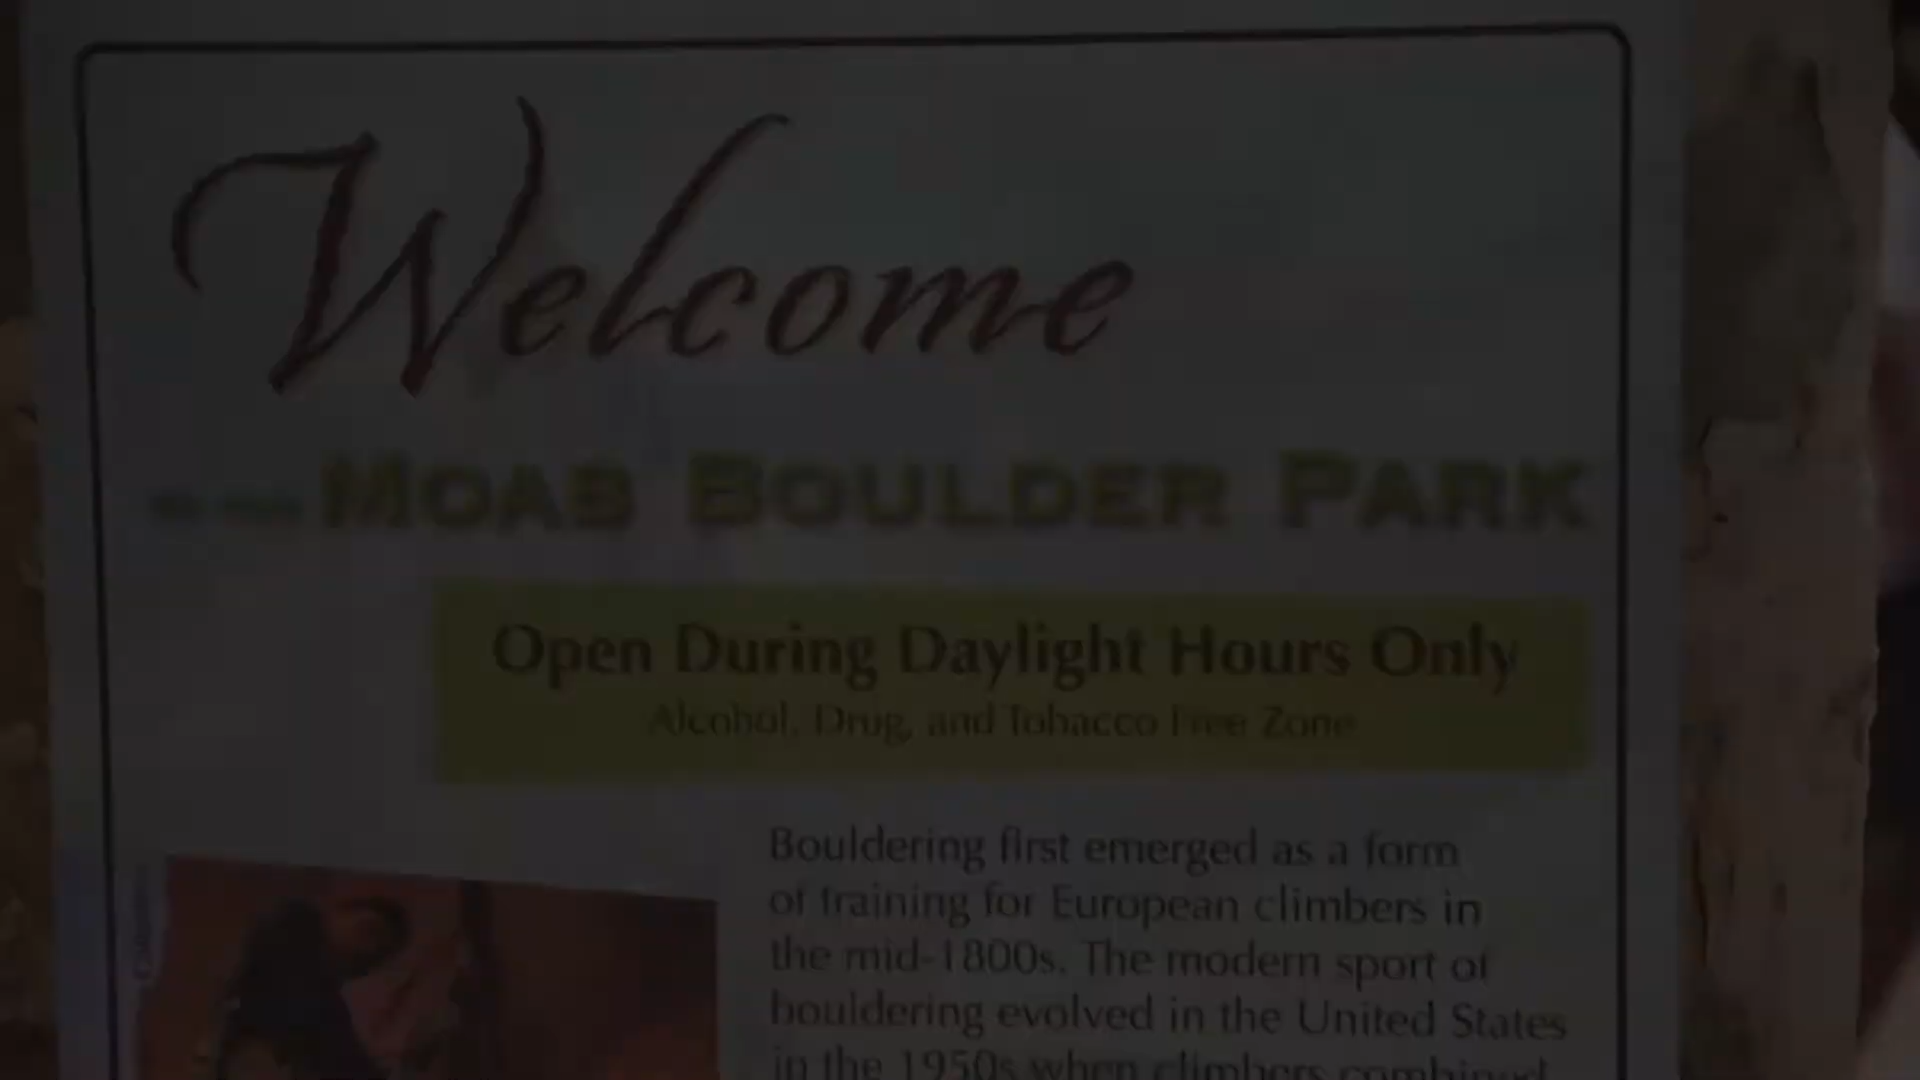 Welcome
to the MOAB BOULDER PARK
Open During Daylight Hours Only
Alcohol, Drug, and Tobacco Free Zone
Bouldering first emerged as a form
of training for European climbers in
the mid-1800s. The modern sport of
bouldering evolved in the United States
in the 1950s when climbers combined